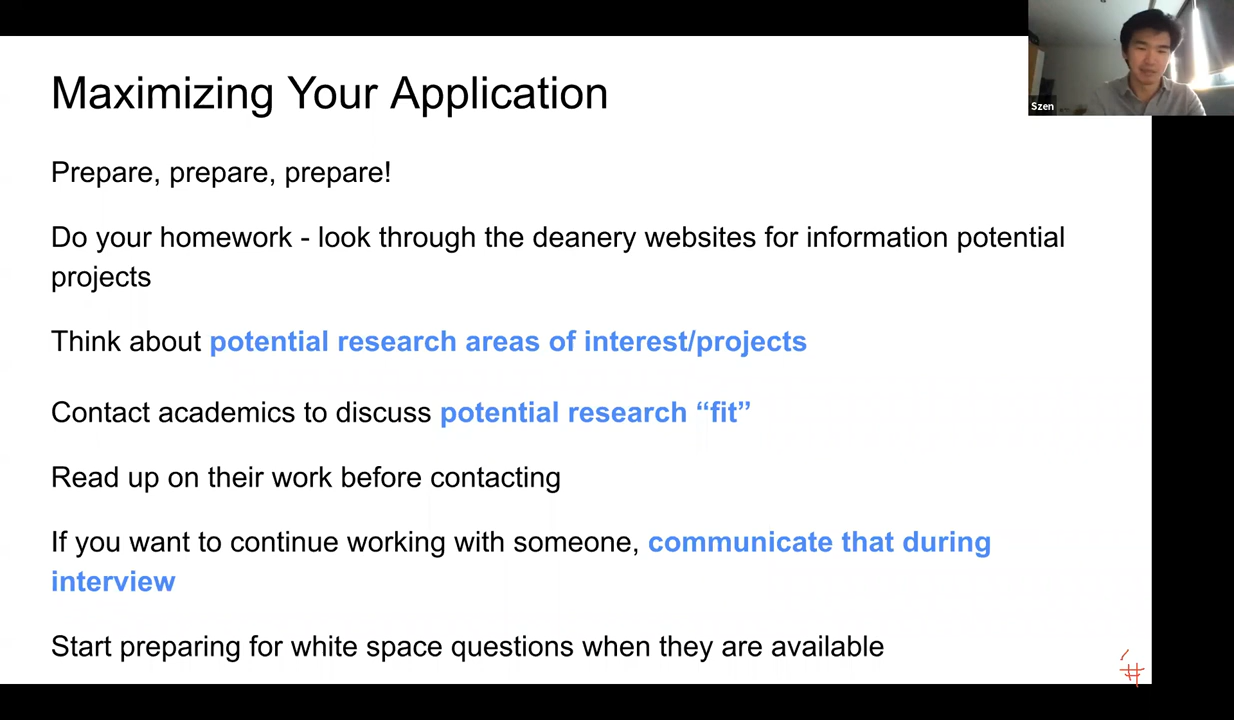 Maximizing Your Application
Szen
Prepare, prepare, prepare!
Do your homework - look through the deanery websites for information potential
projects
Think about potential research areas of interest/projects
Contact academics to discuss potential research “fit”
Read up on their work before contacting
If you want to continue working with someone, communicate that during
interview
Start preparing for white space questions when they are available